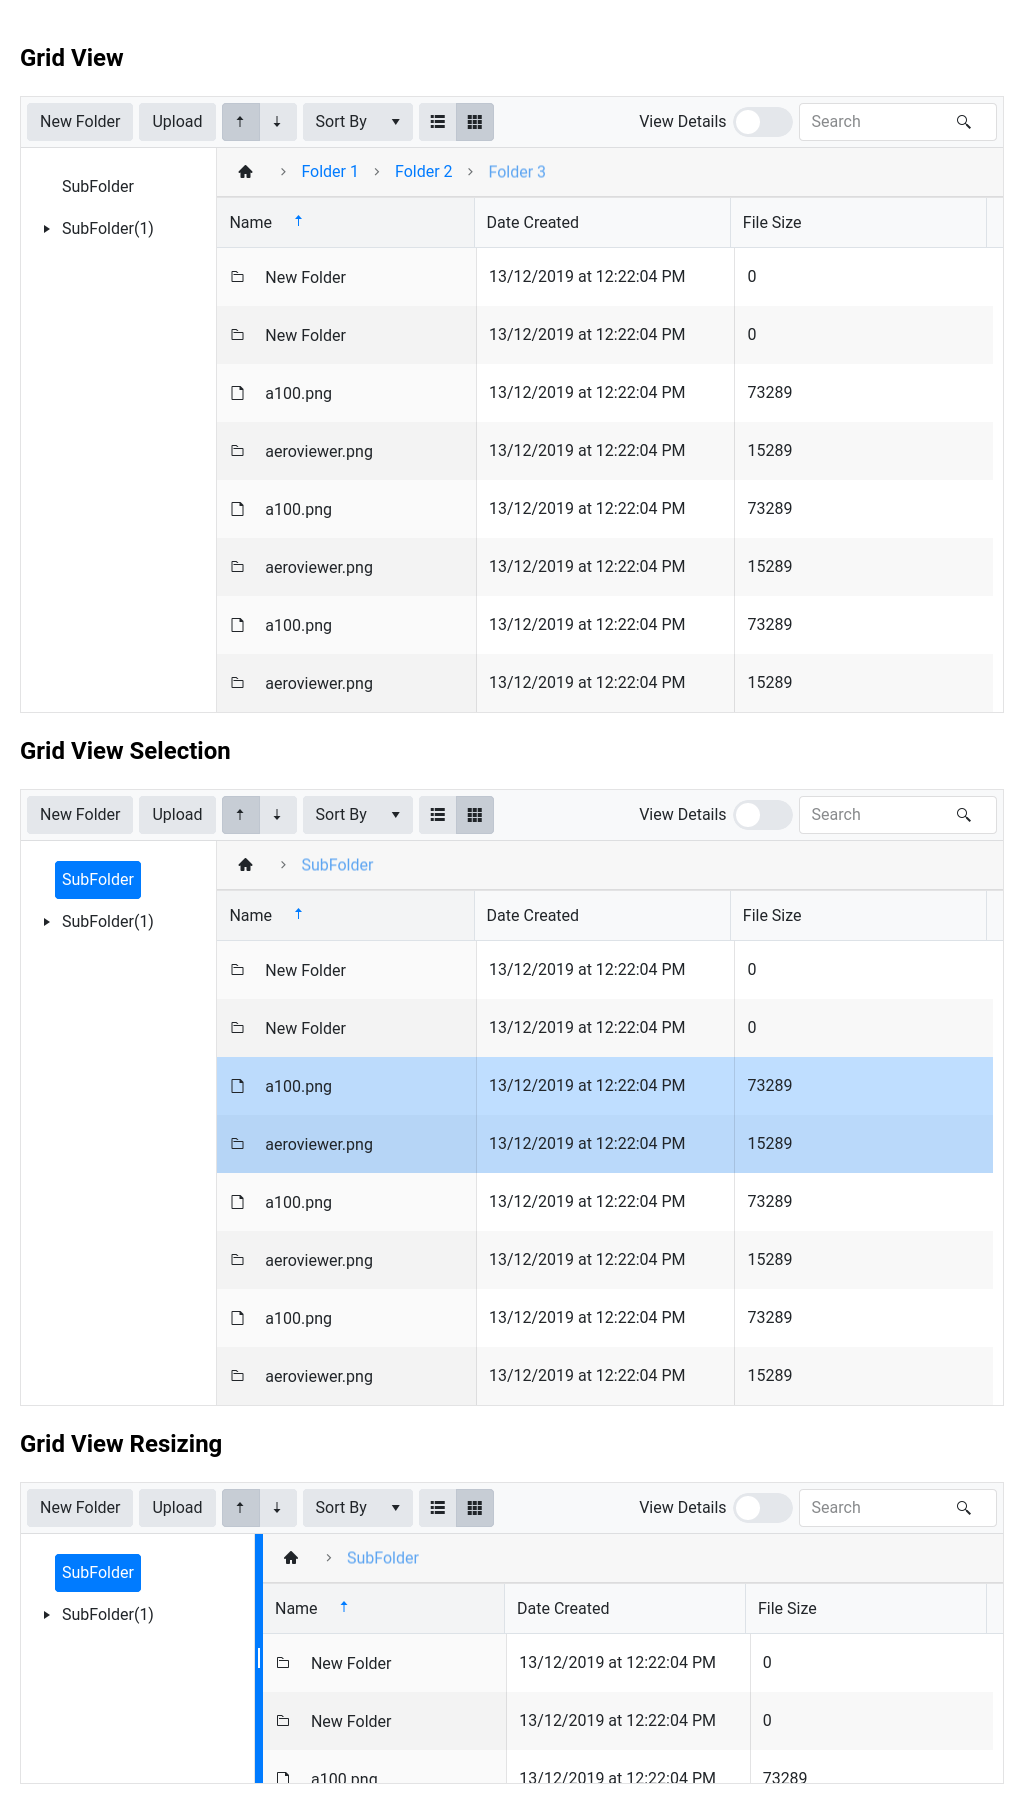 Grid View
New Folder Upload Sort By View Details Search
SubFolder
SubFolder(1)
Folder 1 Folder 2 Folder 3
Name Date Created File Size
New Folder 13/12/2019 at 12:22:04 PM 0
New Folder 13/12/2019 at 12:22:04 PM 0
a100.png 13/12/2019 at 12:22:04 PM 73289
aeroviewer.png 13/12/2019 at 12:22:04 PM 15289
a100.png 13/12/2019 at 12:22:04 PM 73289
aeroviewer.png 13/12/2019 at 12:22:04 PM 15289
a100.png 13/12/2019 at 12:22:04 PM 73289
aeroviewer.png 13/12/2019 at 12:22:04 PM 15289
Grid View Selection
New Folder Upload Sort By View Details Search
SubFolder
SubFolder(1)
SubFolder
Name Date Created File Size
New Folder 13/12/2019 at 12:22:04 PM 0
New Folder 13/12/2019 at 12:22:04 PM 0
a100.png 13/12/2019 at 12:22:04 PM 73289
aeroviewer.png 13/12/2019 at 12:22:04 PM 15289
a100.png 13/12/2019 at 12:22:04 PM 73289
aeroviewer.png 13/12/2019 at 12:22:04 PM 15289
a100.png 13/12/2019 at 12:22:04 PM 73289
aeroviewer.png 13/12/2019 at 12:22:04 PM 15289
Grid View Resizing
New Folder Upload Sort By View Details Search
SubFolder
SubFolder(1)
SubFolder
Name Date Created File Size
New Folder 13/12/2019 at 12:22:04 PM 0
New Folder 13/12/2019 at 12:22:04 PM 0
a100.png 13/12/2019 at 12:22:04 PM 73289